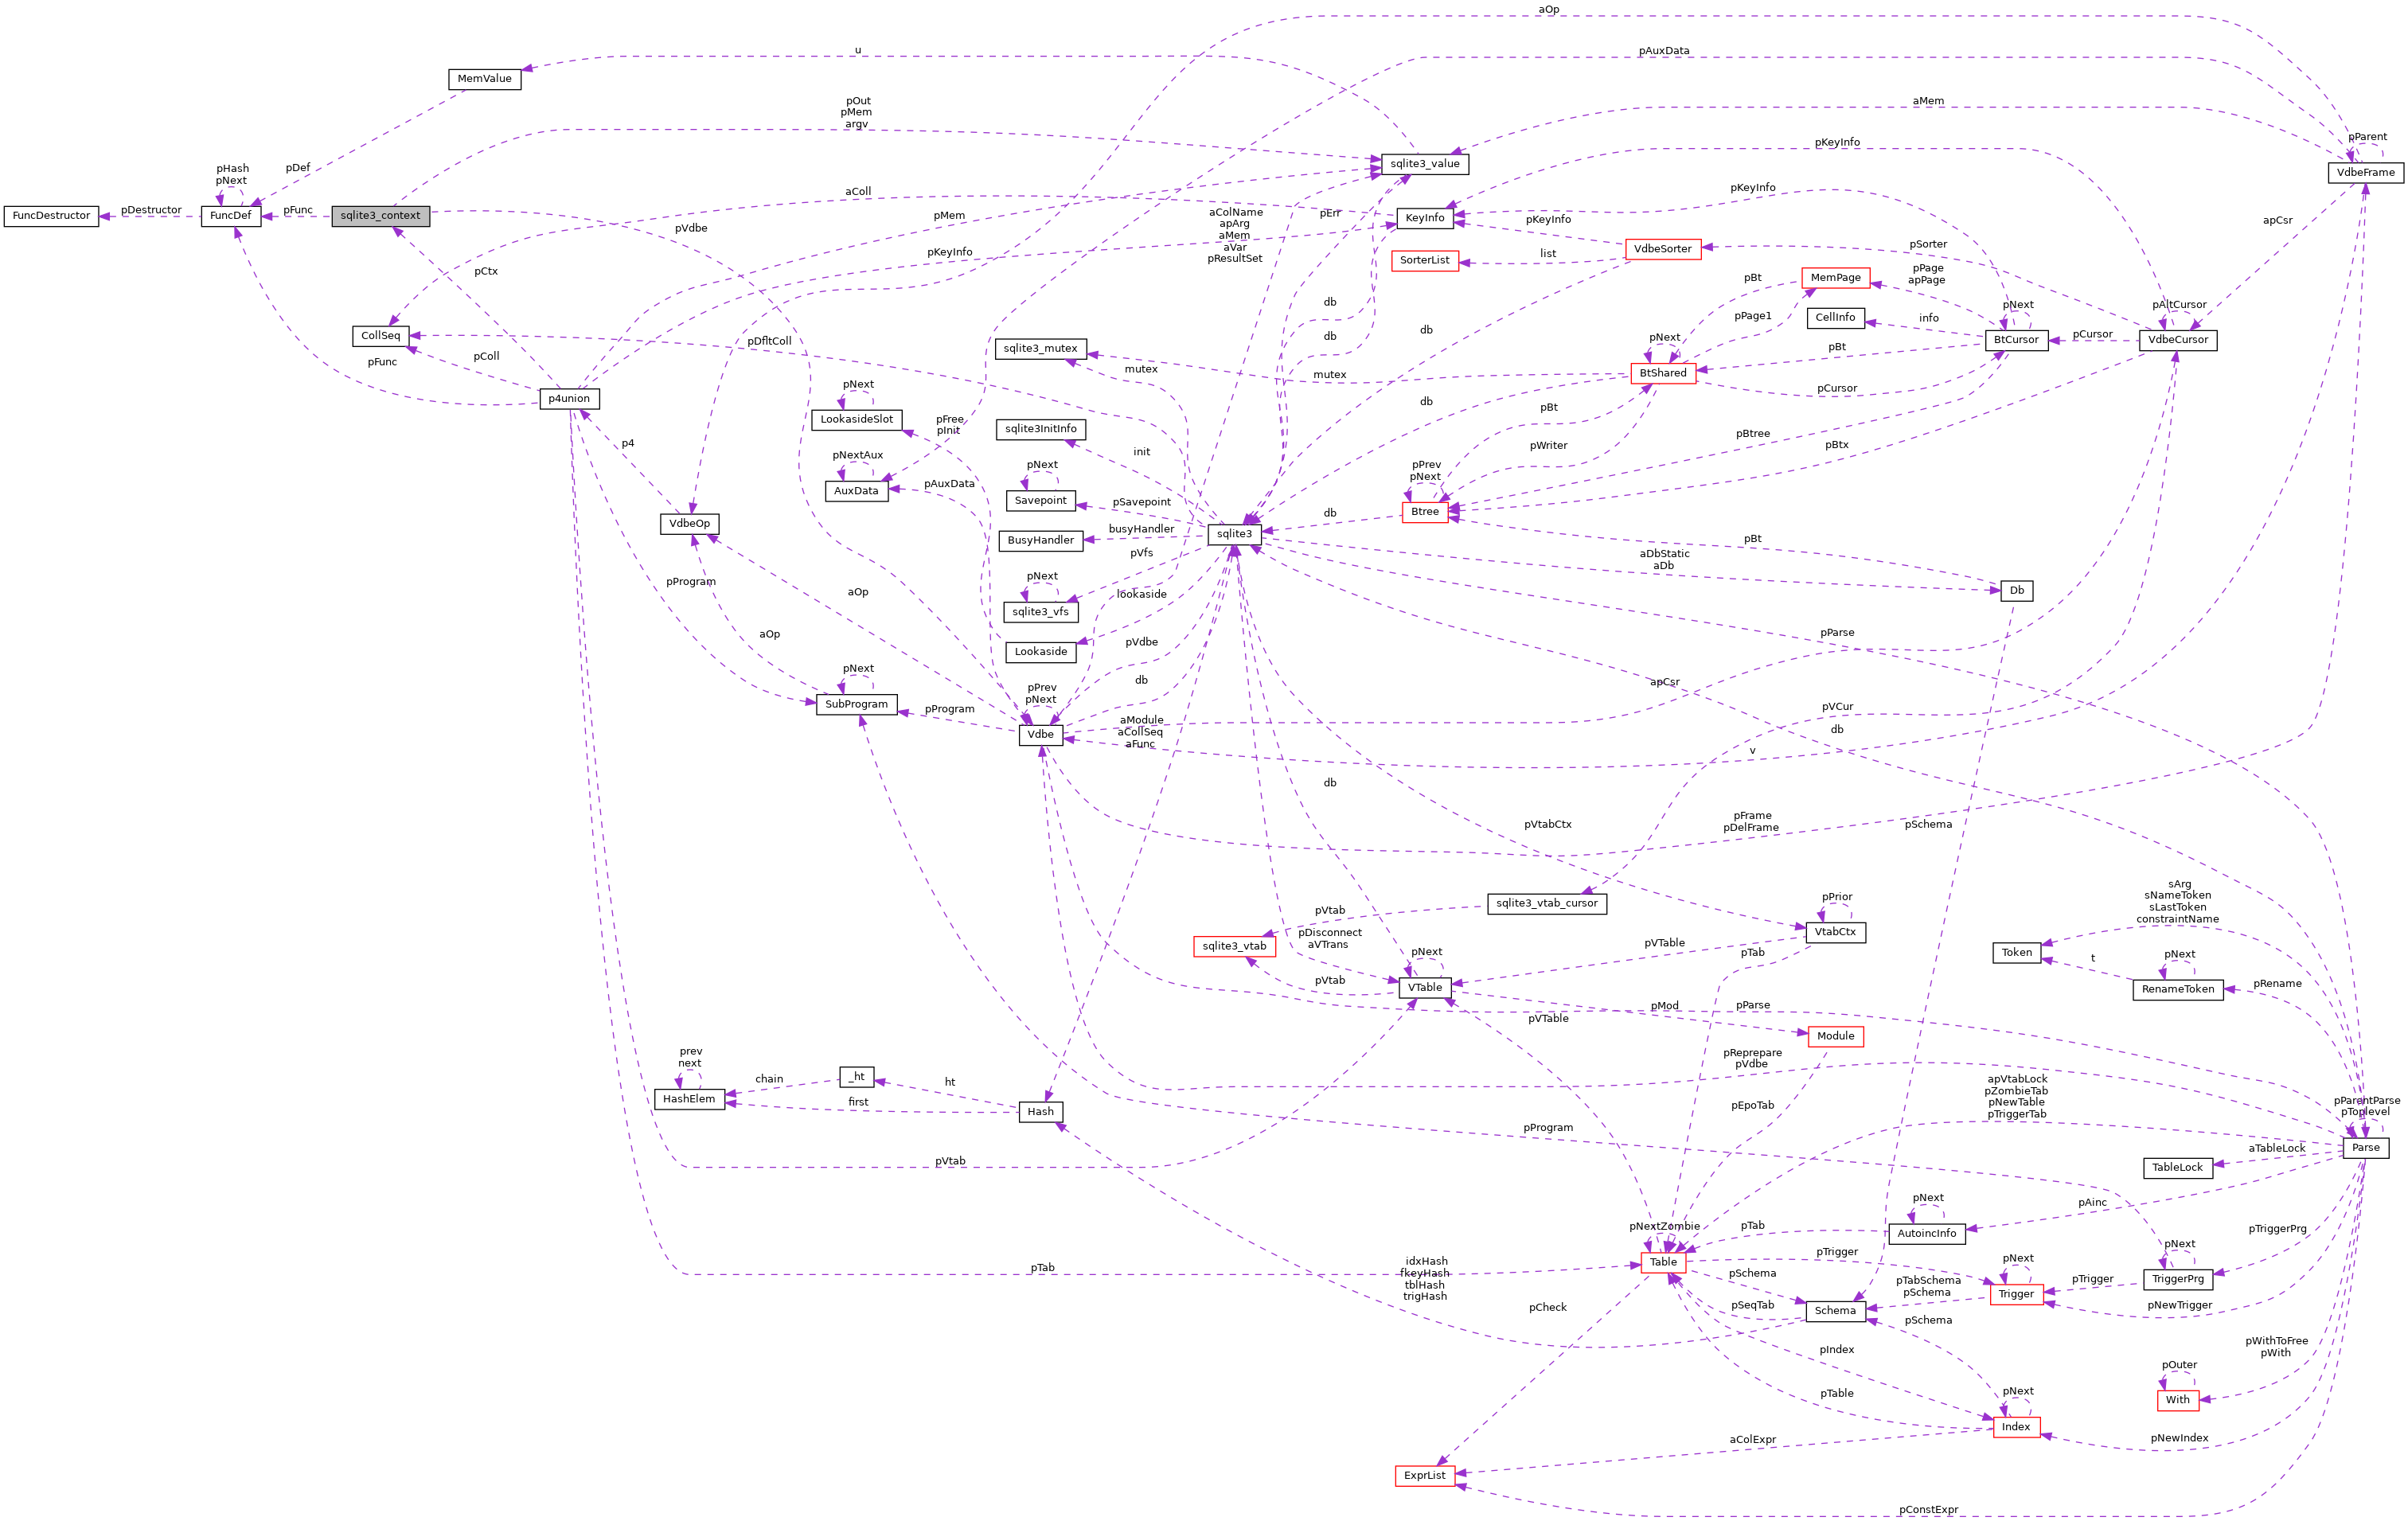 aOp
u
pAuxData
MemValue
pOut
pMem
argv
aMem
pParent
pKeyInfo
sqlite3_value
VdbeFrame
pDef
pHash
pNext
aColl
pKeyInfo
FuncDestructor
pDestructor
FuncDef
pFunc
sqlite3_context
pMem
aColName
apArg
aMem
aVar
pResultSet
pErr
KeyInfo
pKeyInfo
apCsr
pVdbe
pKeyInfo
VdbeSorter
pSorter
SorterList
list
pCtx
pBt
MemPage
pPage
apPage
db
pPage1
CellInfo
info
pNext
pAltCursor
CollSeq
pDfltColl
db
db
BtCursor
pCursor
VdbeCursor
sqlite3_mutex
pNext
pBt
pFunc
pColl
mutex
mutex
BtShared
pCursor
p4union
pNext
LookasideSlot
pFree
pInit
sqlite3InitInfo
db
pBt
p4
pNextAux
init
pWriter
pBtree
pBtx
AuxData
pAuxData
pNext
Savepoint
pSavepoint
pPrev
pNext
Btree
VdbeOp
busyHandler
BusyHandler
sqlite3
db
pBt
pVfs
aDbStatic
aDb
pNext
sqlite3_vfs
Db
pProgram
aOp
lookaside
aOp
Lookaside
pVdbe
pParse
pNext
SubProgram
pProgram
pPrev
pNext
Vdbe
db
apCsr
aModule
aCollSeq
aFunc
pVCur
db
v
db
pVtabCtx
pFrame
pDelFrame
pSchema
sArg
sNameToken
sLastToken
constraintName
sqlite3_vtab_cursor
pPrior
VtabCtx
pVtab
sqlite3_vtab
pDisconnect
aVTrans
pVTable
pTab
Token
t
pNext
RenameToken
pRename
pNext
VTable
pVtab
pMod
pParse
pVTable
Module
prev
next
HashElem
chain
_ht
ht
first
Hash
pReprepare
pVdbe
pEpoTab
apVtabLock
pZombieTab
pNewTable
pTriggerTab
pParentParse
pToplevel
Parse
pProgram
pVtab
aTableLock
TableLock
pNext
pAinc
AutoincInfo
pTab
pNextZombie
Table
pTriggerPrg
pNext
TriggerPrg
pTrigger
pTrigger
pNext
Trigger
pTab
idxHash
fkeyHash
tblHash
trigHash
pSchema
pTabSchema
pSchema
pSeqTab
Schema
pNewTrigger
pCheck
pSchema
pIndex
pWithToFree
pWith
pOuter
With
pTable
pNext
Index
pNewIndex
aColExpr
ExprList
pConstExpr